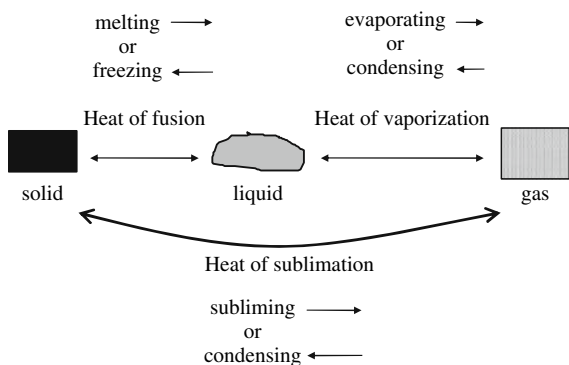 melting
or
freezing
evaporating
or
condensing
Heat of fusion
Heat of vaporization
solid
liquid
gas
Heat of sublimation
subliming
or
condensing